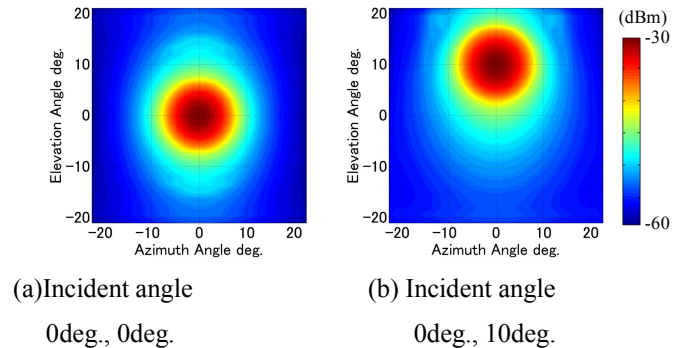 (dBm)
20
10
0
−10
−20
Elevation Angle deg.
−20
−10
0
10
20
Azimuth Angle deg.
20
10
0
−10
−20
Elevation Angle deg.
−20
−10
0
10
20
Azimuth Angle deg.
-30
-60
(a)Incident angle
0deg., 0deg.
(b) Incident angle
0deg., 10deg.